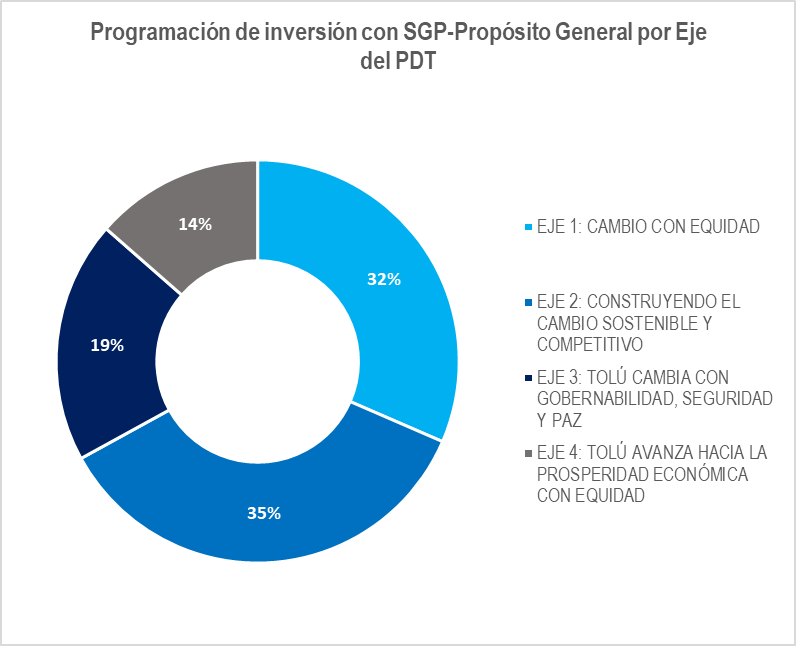 Programación de inversión con SGP-Propósito General por Eje
del PDT
32%
35%
19%
14%
EJE 1: CAMBIO CON EQUIDAD
EJE 2: CONSTRUYENDO EL
CAMBIO SOSTENIBLE Y
COMPETITIVO
EJE 3: TOLÚ CAMBIA CON
GOBERNABILIDAD, SEGURIDAD
Y PAZ
EJE 4: TOLÚ AVANZA HACIA LA
PROSPERIDAD ECONÓMICA
CON EQUIDAD